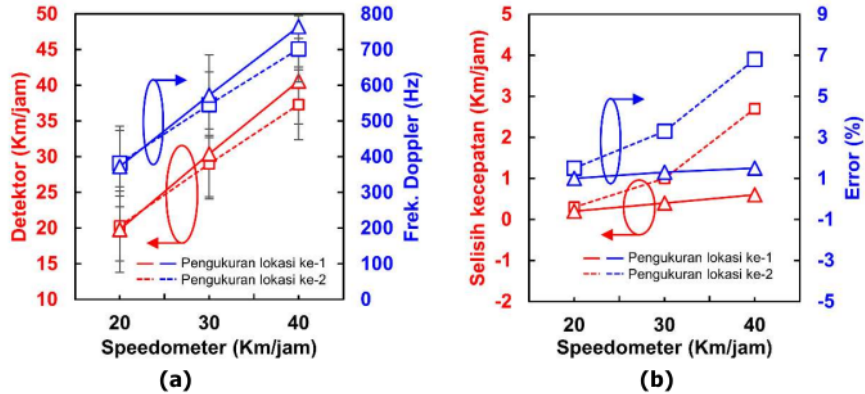 50
45
40
35
30
25
20
15
10
Detektor (Km/jam)
800
700
600
500
400
300
200
100
0
Frek. Doppler (Hz)
Pengukuran lokasi ke-1
Pengukuran lokasi ke-2
20 30 40
Speedometer (Km/jam)
(a)
5
4
3
2
1
0
1
-2
Selisih kecepatan (Km/jam)
9
7
5
3
1
-1
-3
-5
Error (%)
Pengukuran lokasi ke-1
Pengukuran lokasi ke-2
20 30 40
Speedometer (Km/jam)
(b)